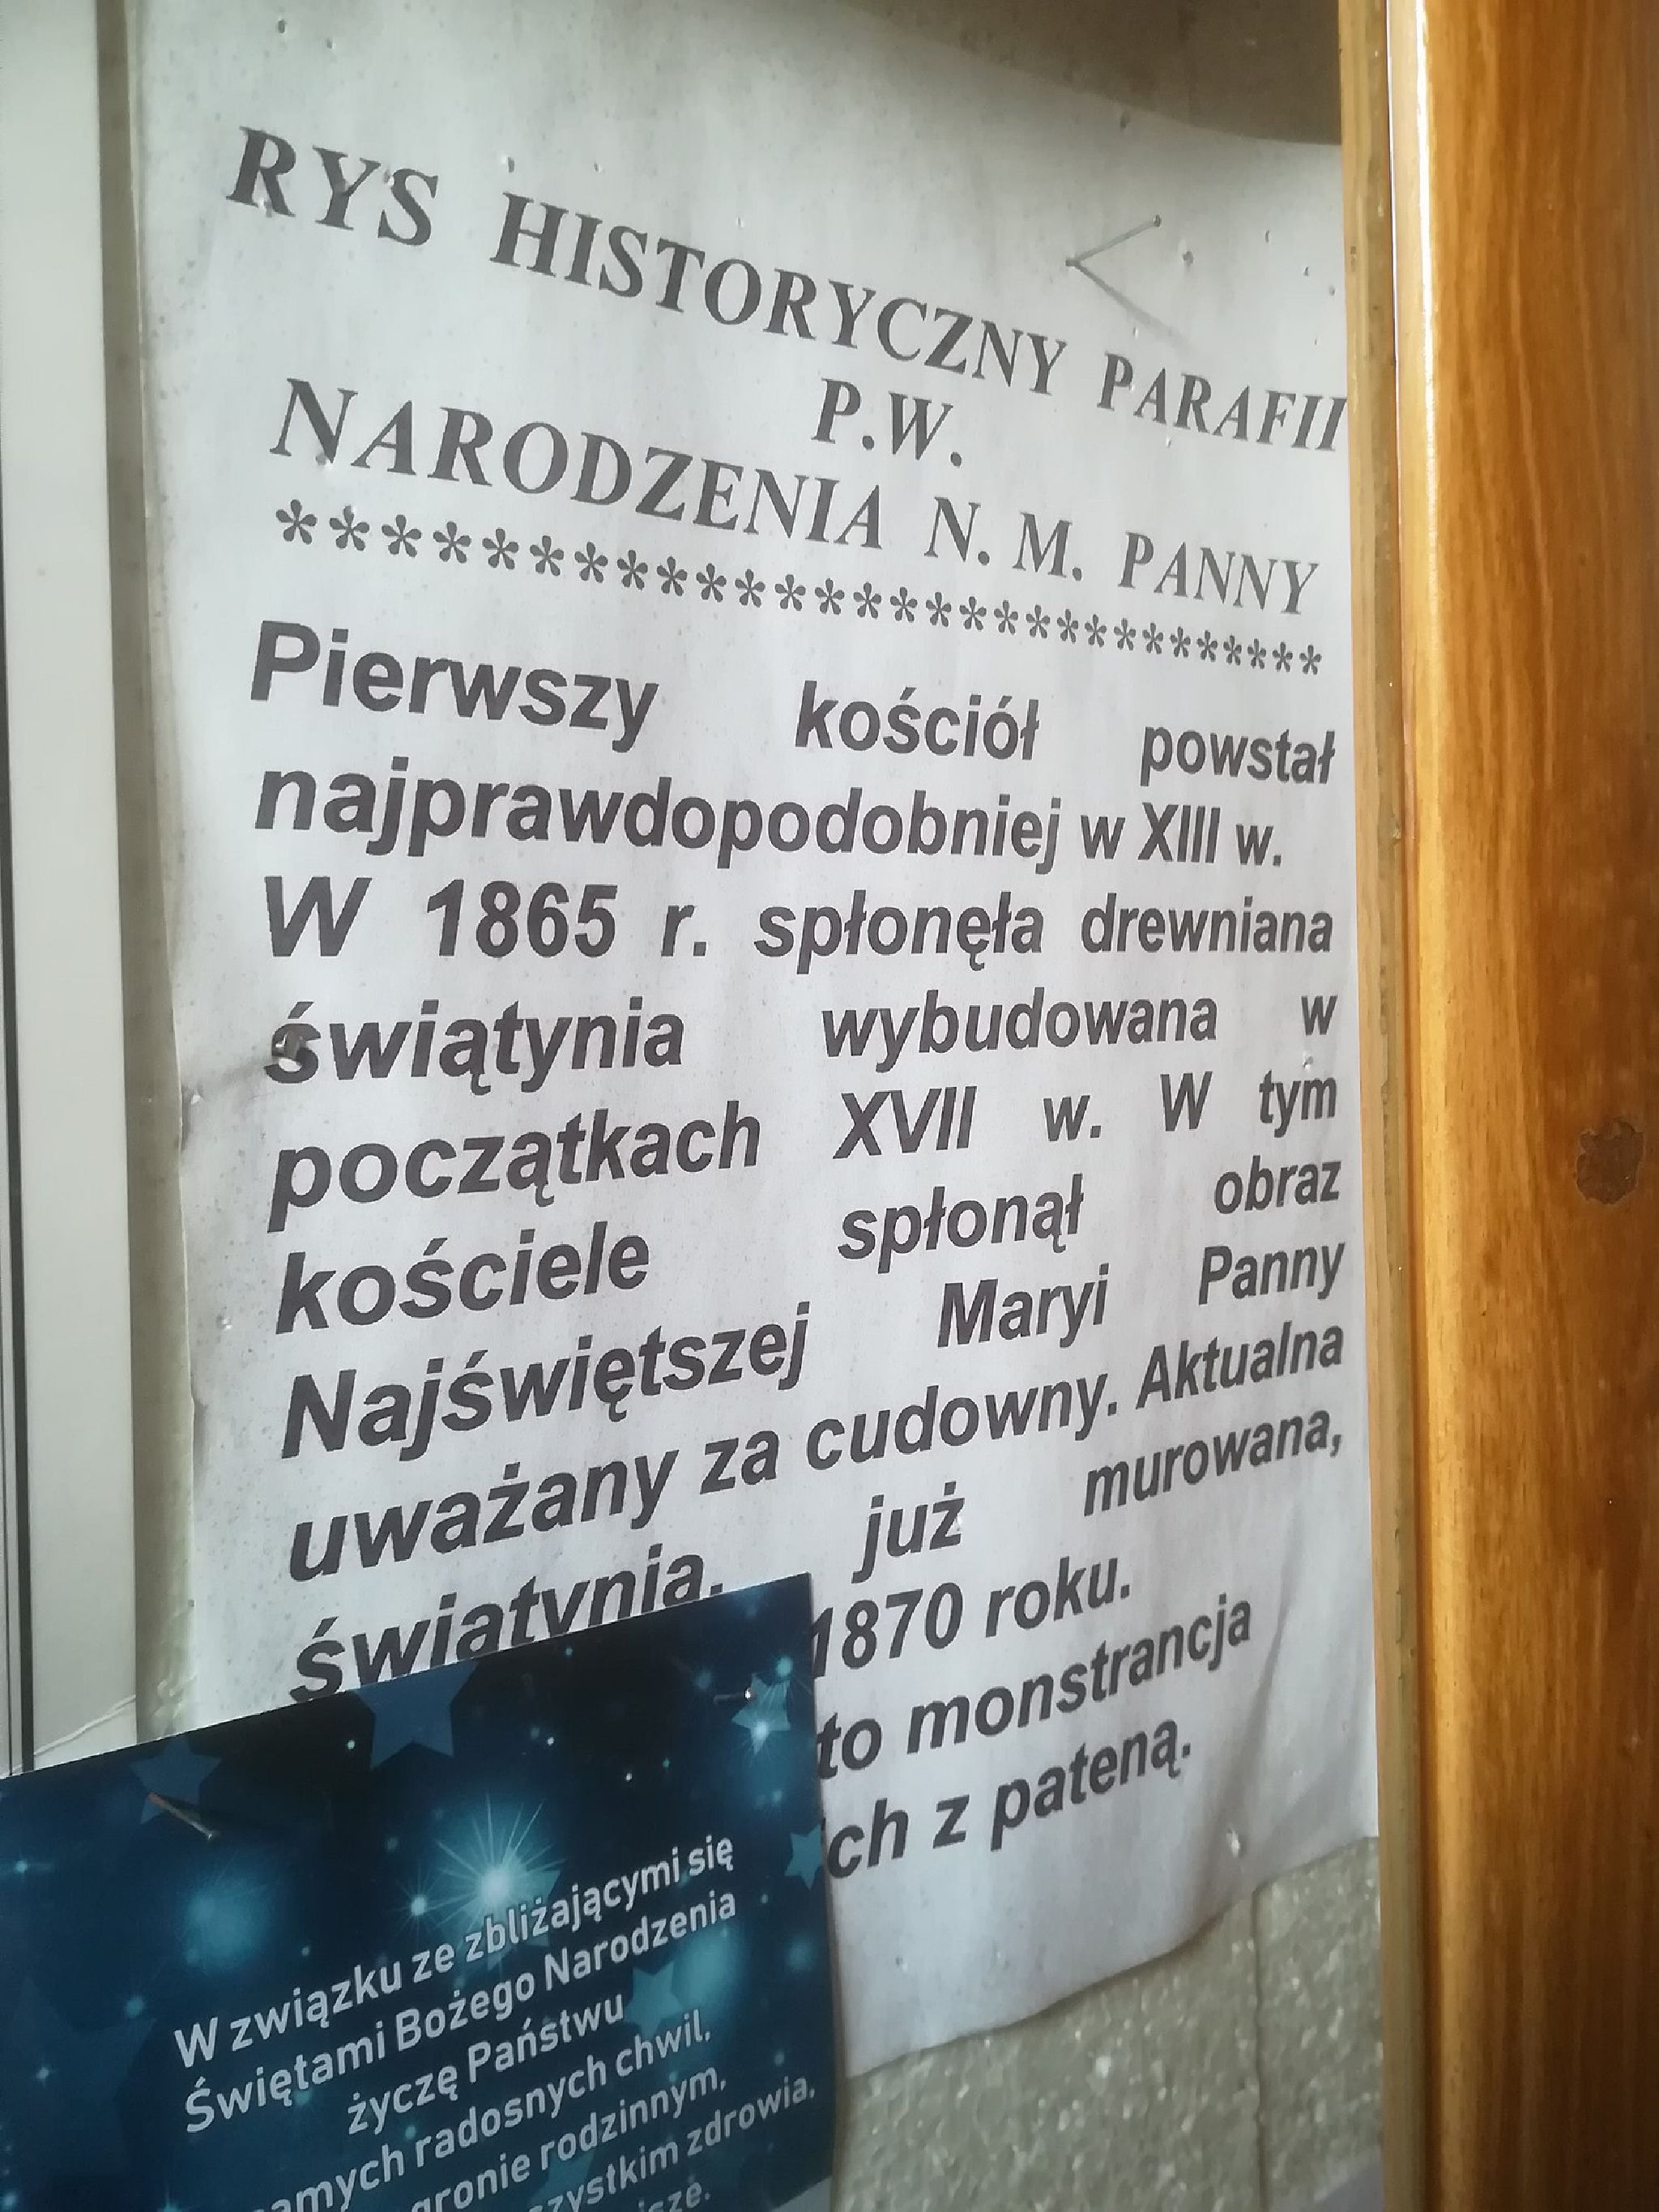 RYS HISTORYCZNY PARAFII
P.W.
NARODZENIA N. M. PANNY
******************************
Pierwszy kościół powstał
najprawdopodobniej w XIII w.
W 1865 r. spłonęła drewniana
świątynia wybudowana w
początkach XVII w. W tym
kościele spłonął obraz
Najświętszej Maryi Panny
uważany za cudowny. Aktualna
świątynia, już murowana,
1870 roku.
to monstrancja
z pateną.
W związku ze zbliżającymi się
Świętami Bożego Narodzenia
życzę Państwu
radosnych chwil,
gronie rodzinnym,
zdrowia,